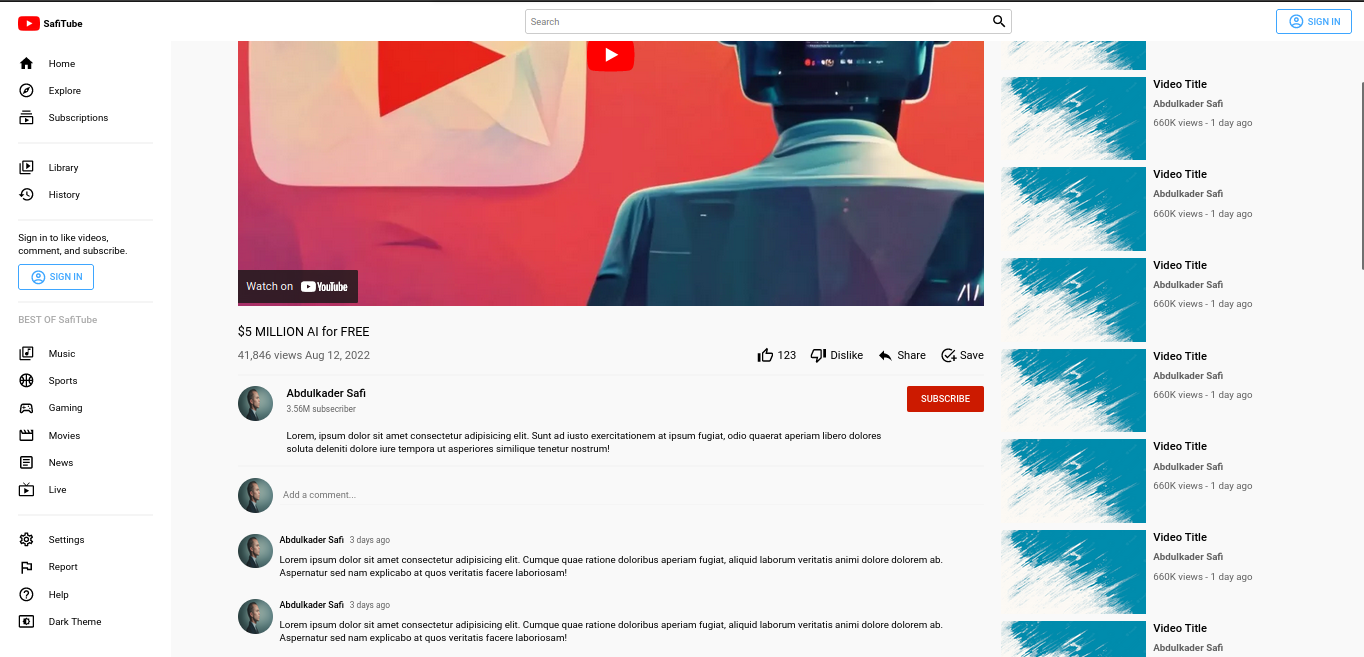 SafiTube
Search
SIGN IN
Home
Explore
Subscriptions
Library
History
Sign in to like videos,
comment, and subscribe.
SIGN IN
BEST OF SafiTube
Music
Sports
Gaming
Movies
News
Live
Settings
Report
Help
Dark Theme
Watch on YouTube
$5 MILLION AI for FREE
41,846 views Aug 12, 2022
123 Dislike Share Save
Abdulkader Safi
3.56M subsecriber
SUBSCRIBE
Lorem, ipsum dolor sit amet consectetur adipisicing elit. Sunt ad iusto exercitationem at ipsum fugiat, odio quaerat aperiam libero dolores
soluta deleniti dolore iure tempora ut asperiores similique tenetur nostrum!
Add a comment...
Abdulkader Safi 3 days ago
Lorem ipsum dolor sit amet consectetur adipisicing elit. Cumque quae ratione doloribus aperiam fugiat, aliquid laborum veritatis animi dolore dolorem ab.
Aspernatur sed nam explicabo at quos veritatis facere laboriosam!
Abdulkader Safi 3 days ago
Lorem ipsum dolor sit amet consectetur adipisicing elit. Cumque quae ratione doloribus aperiam fugiat, aliquid laborum veritatis animi dolore dolorem ab.
Aspernatur sed nam explicabo at quos veritatis facere laboriosam!
Video Title
Abdulkader Safi
660K views - 1 day ago
Video Title
Abdulkader Safi
660K views - 1 day ago
Video Title
Abdulkader Safi
660K views - 1 day ago
Video Title
Abdulkader Safi
660K views - 1 day ago
Video Title
Abdulkader Safi
660K views - 1 day ago
Video Title
Abdulkader Safi
660K views - 1 day ago
Video Title
Abdulkader Safi